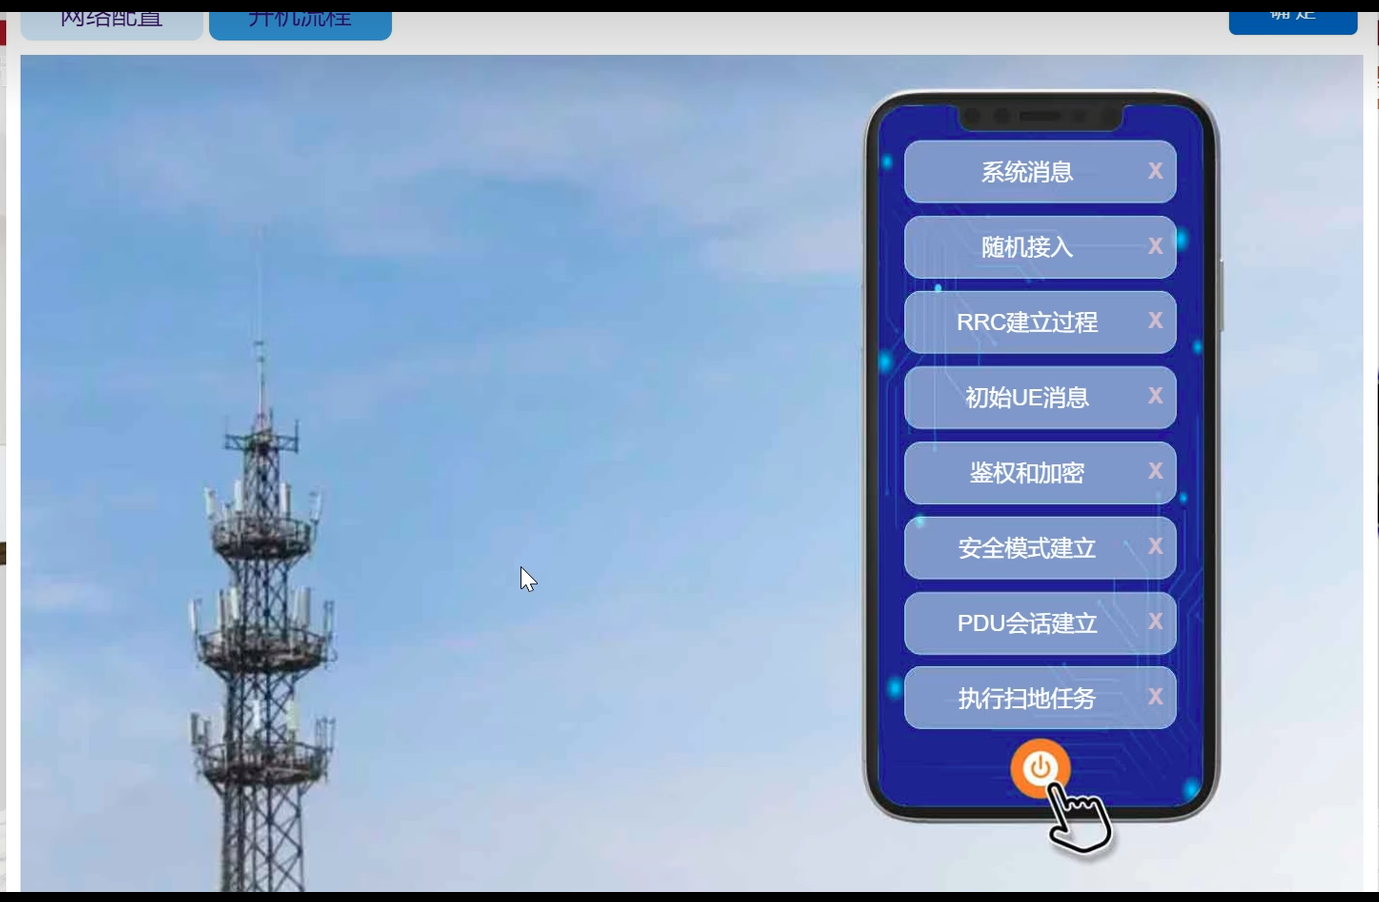 网络配置
开机流程
确 定
系统消息 X
随机接入 X
RRC建立过程 X
初始UE消息 X
鉴权和加密 X
安全模式建立 X
PDU会话建立 X
执行扫地任务 X